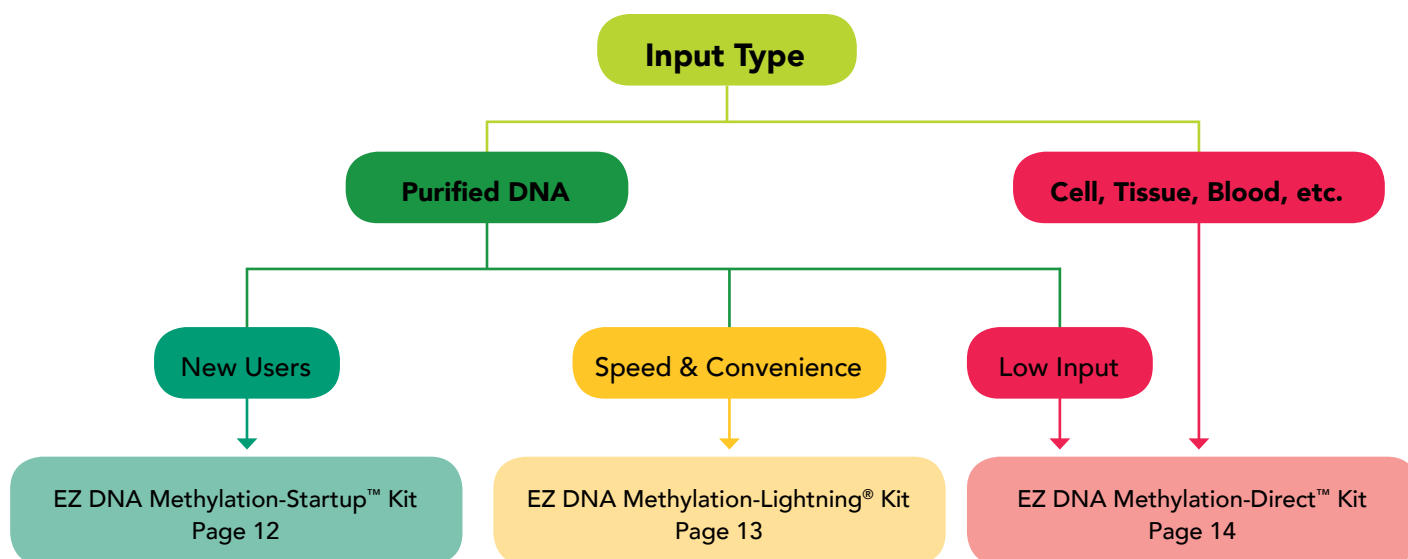 Input Type
Purified DNA
Cell, Tissue, Blood, etc.
New Users
Speed & Convenience
Low Input
EZ DNA Methylation-Startup™ Kit
Page 12
EZ DNA Methylation-Lightning® Kit
Page 13
EZ DNA Methylation-Direct™ Kit
Page 14